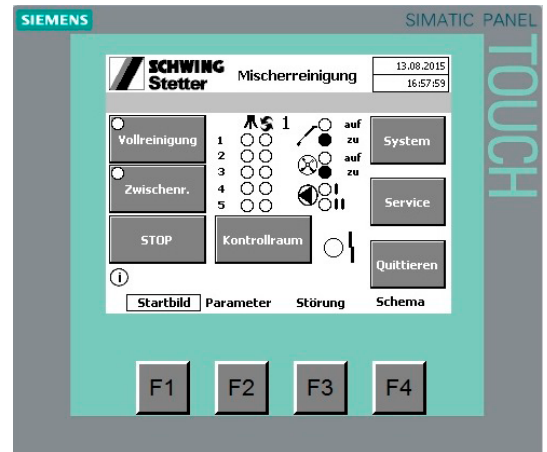 SIEMENS
SIMATIC PANEL
TOUCH
SCHWING
Stetter
Mischerreinigung
13.08.2015
16:57:59
Vollreinigung
Zwischenr.
STOP
1
1
2
3
4
5
auf
zu
auf
zu
I
II
Kontrollraum
System
Service
Quittieren
i
Startbild Parameter Störung Schema
F1 F2 F3 F4